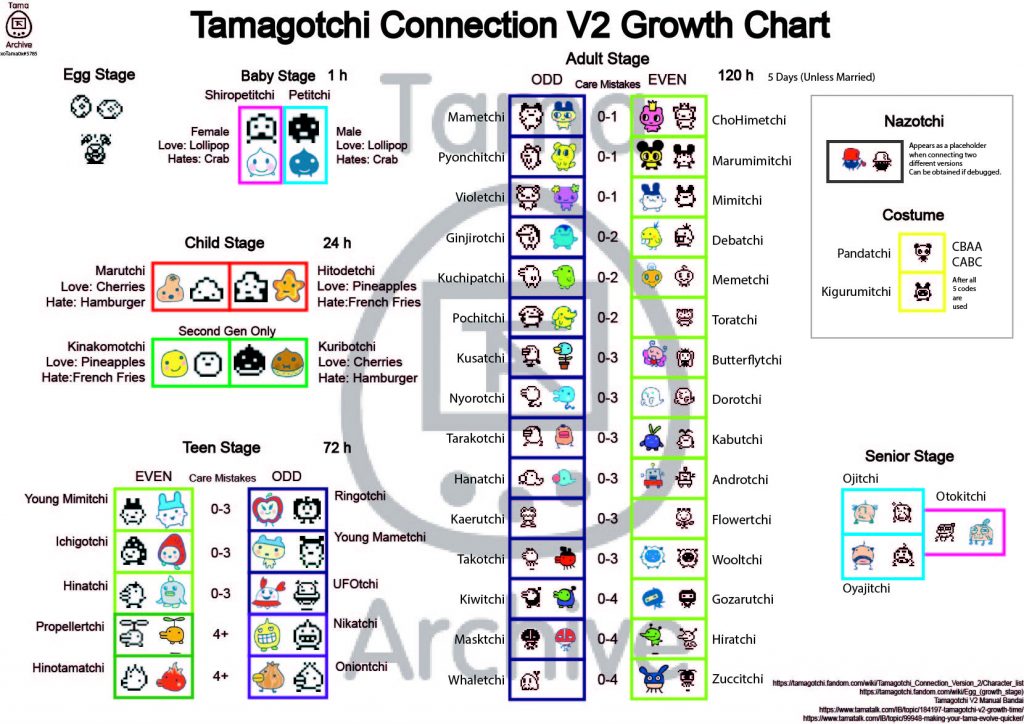 Tama
Archive
Tamagotchi Connection V2 Growth Chart
Egg Stage
Baby Stage 1 h
Shiropetitchi Petitchi
Female
Love: Lollipop
Hates: Crab
Male
Love: Lollipop
Hates: Crab
Child Stage 24 h
Marutchi
Love: Cherries
Hate: Hamburger
Hitodetchi
Love: Pineapples
Hate:French Fries
Second Gen Only
Kinakomotchi
Love: Pineapples
Hate:French Fries
Kuribotchi
Love: Cherries
Hate: Hamburger
Teen Stage 72 h
EVEN Care Mistakes ODD
Young Mimitchi 0-3 Ringotchi
Ichigotchi 0-3 Young Mametchi
Hinatchi 0-3 UFOtchi
Propellertchi 4+ Nikatchi
Hinotamatchi 4+ Oniontchi
Adult Stage
ODD Care Mistakes EVEN 120 h 5 Days (Unless Married)
Mametchi 0-1 ChoHimetchi
Pyonchitchi 0-1 Marumimitchi
Violetchi 0-1 Mimitchi
Ginjirotchi 0-2 Debatchi
Kuchipatchi 0-2 Memetchi
Pochitchi 0-2 Toratchi
Kusatchi 0-3 Butterflytchi
Nyorotchi 0-3 Dorotchi
Tarakotchi 0-3 Kabutchi
Hanatchi 0-3 Androtchi
Kaerutchi 0-3 Flowertchi
Takotchi 0-3 Wooltchi
Kiwitchi 0-4 Gozarutchi
Masktchi 0-4 Hiratchi
Whaletchi 0-4 Zuccitchi
Nazotchi
Appears as a placeholder
when connecting two
different versions
Can be obtained if debugged.
Costume
Pandatchi
CBAA
CABC
Kigurumitchi
After all
5 codes
are
used
Senior Stage
Ojitchi
Otokitchi
Oyajitchi
Tama
Archive
https://tamagotchi.fandom.com/wiki/Tamagotchi_Connection_Version_2/Character_list
https://tamagotchi.fandom.com/wiki/Egg_(growth_stage)
Tamagotchi V2 Manual Bandai
https://www.tamatalk.com/IB/topic/184197-tamagotchi-v2-growth-time/
https://www.tamatalk.com/IB/topic/99948-making-your-tama-evolve-quicker/